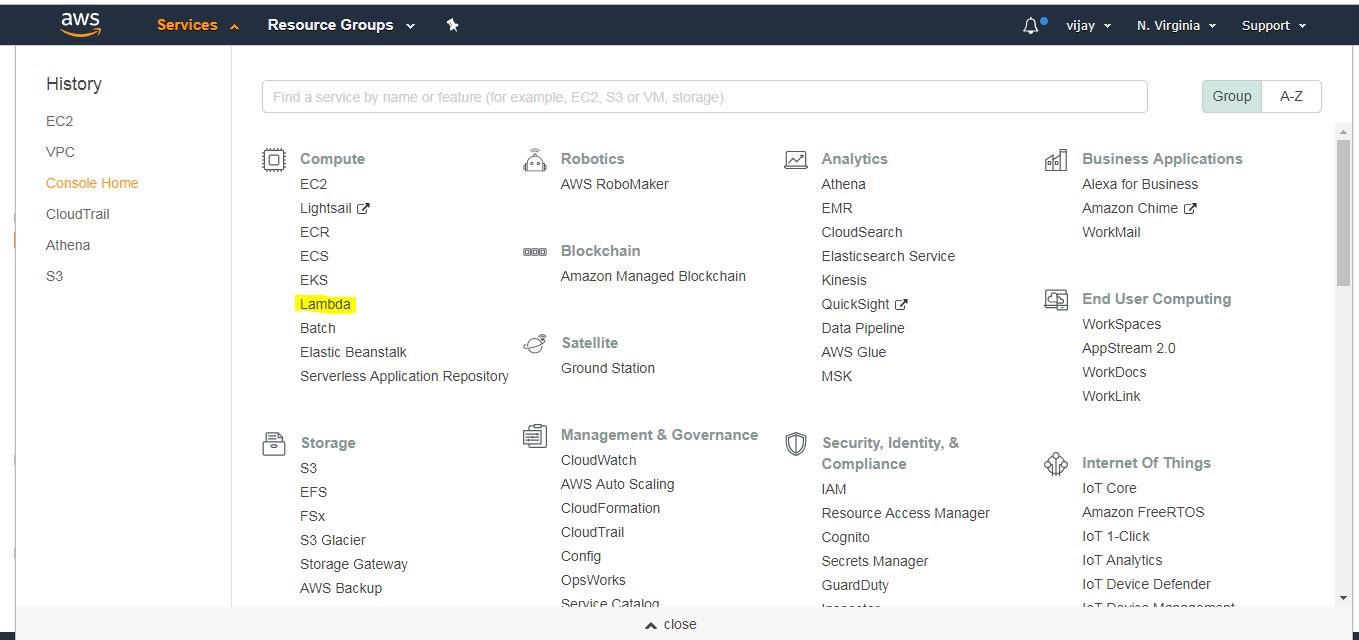 aws
Services
Resource Groups
vijay
N. Virginia
Support
History
EC2
VPC
Console Home
CloudTrail
Athena
S3
Find a service by name or feature (for example, EC2, S3 or VM, storage).
Group
A-Z
Compute
EC2
Lightsail
ECR
ECS
EKS
Lambda
Batch
Elastic Beanstalk
Serverless Application Repository
Storage
S3
EFS
FSx
S3 Glacier
Storage Gateway
AWS Backup
Robotics
AWS RoboMaker
Blockchain
Amazon Managed Blockchain
Satellite
Ground Station
Management & Governance
CloudWatch
AWS Auto Scaling
CloudFormation
CloudTrail
Config
OpsWorks
Service Catalog
Analytics
Athena
EMR
CloudSearch
Elasticsearch Service
Kinesis
QuickSight
Data Pipeline
AWS Glue
MSK
Security, Identity, &
Compliance
IAM
Resource Access Manager
Cognito
Secrets Manager
GuardDuty
Business Applications
Alexa for Business
Amazon Chime
WorkMail
End User Computing
WorkSpaces
AppStream 2.0
WorkDocs
WorkLink
Internet Of Things
IoT Core
Amazon FreeRTOS
IoT 1-Click
IoT Analytics
IoT Device Defender
IoT Device Management
close